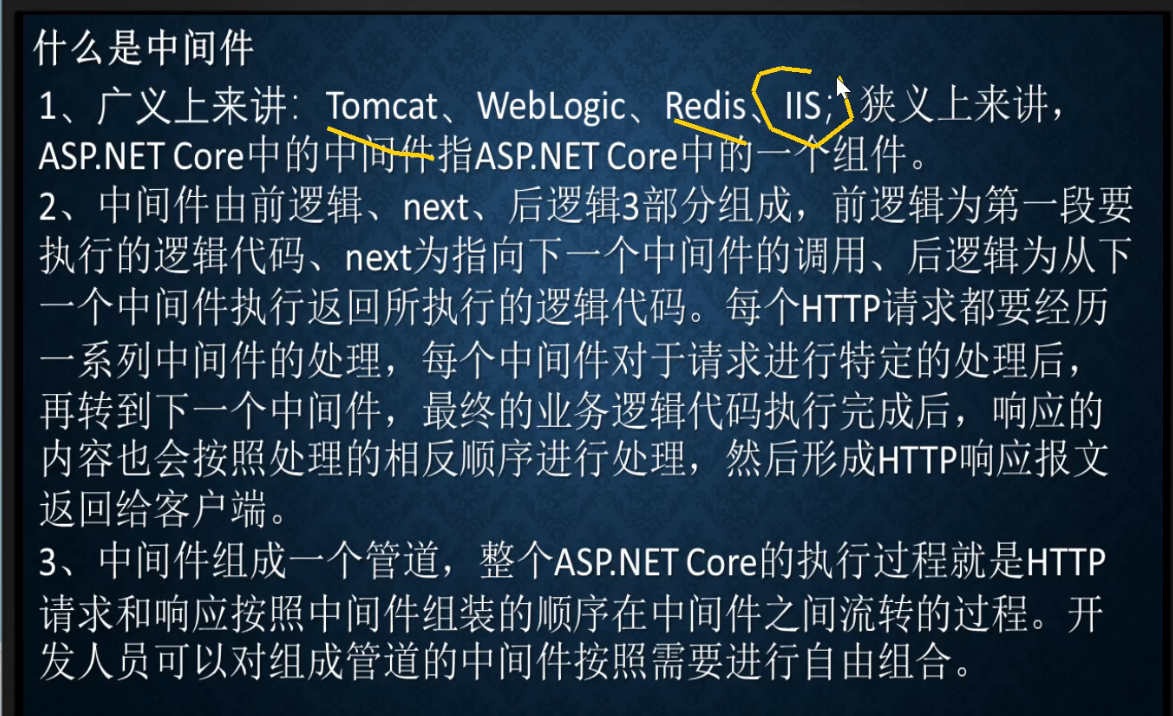 什么是中间件
1、广义上来讲：Tomcat、WebLogic、Redis、IIS；狭义上来讲，
ASP.NET Core中的中间件指ASP.NET Core中的一个组件。
2、中间件由前逻辑、next、后逻辑3部分组成，前逻辑为第一段要
执行的逻辑代码、next为指向下一个中间件的调用、后逻辑为从下
一个中间件执行返回所执行的逻辑代码。每个HTTP请求都要经历
一系列中间件的处理，每个中间件对于请求进行特定的处理后，
再转到下一个中间件，最终的业务逻辑代码执行完成后，响应的
内容也会按照处理的相反顺序进行处理，然后形成HTTP响应报文
返回给客户端。
3、中间件组成一个管道，整个ASP.NET Core的执行过程就是HTTP
请求和响应按照中间件组装的顺序在中间件之间流转的过程。开
发人员可以对组成管道的中间件按照需要进行自由组合。